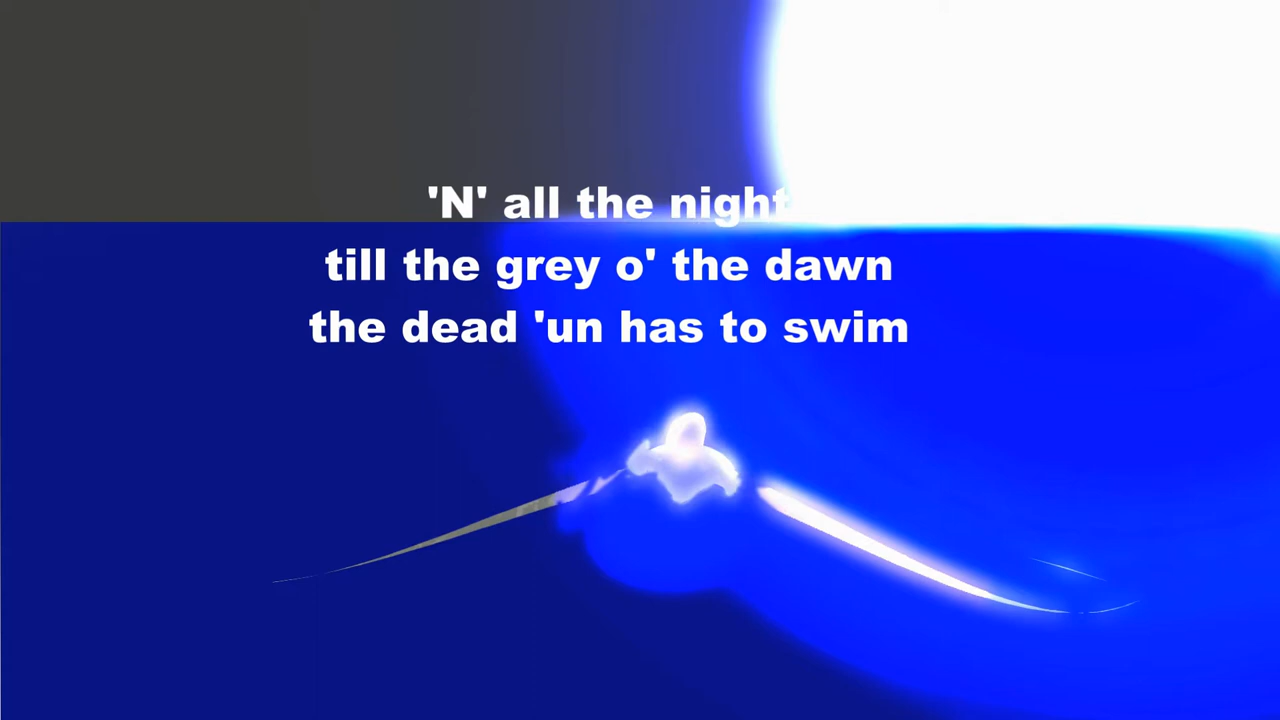 'N' all the night
till the grey o' the dawn
the dead 'un has to swim